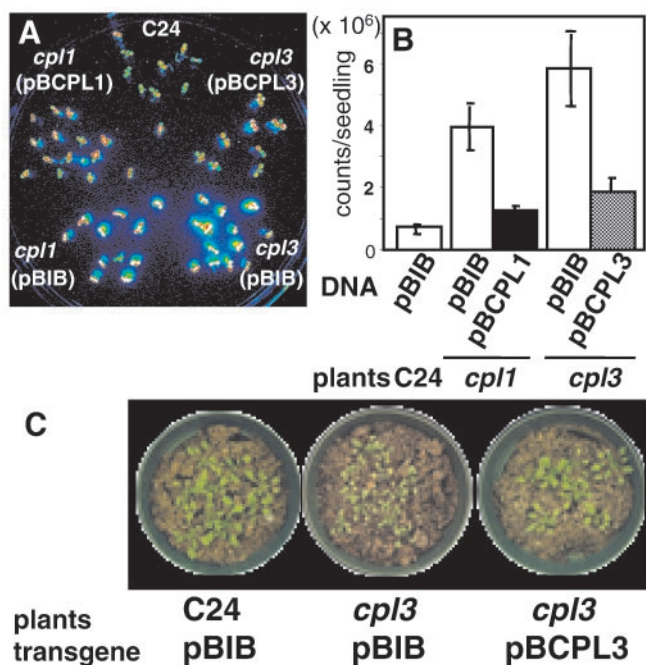 A
C24
cpl1
(pBCPL1)
cpl3
(pBCPL3)
cpl1
(pBIB)
cpl3
(pBIB)
B
(x 10⁶)
counts/seedling
6
4
2
0
DNA
pBIB
pBIB
pBCPL1
pBIB
pBCPL3
plants C24 cpl1 cpl3
C
plants C24 cpl3 cpl3
transgene pBIB pBIB pBCPL3